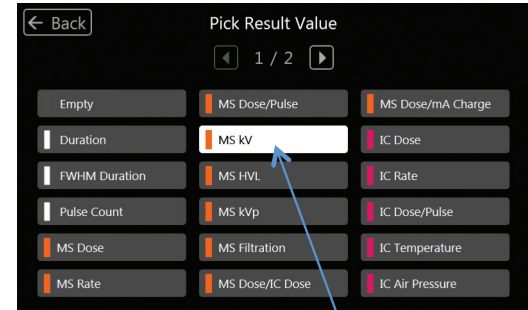 ← Back
Pick Result Value
1 / 2
Empty
MS Dose/Pulse
MS Dose/mA Charge
Duration
MS kV
IC Dose
FWHM Duration
MS HVL
IC Rate
Pulse Count
MS kVp
IC Dose/Pulse
MS Dose
MS Filtration
IC Temperature
MS Rate
MS Dose/IC Dose
IC Air Pressure